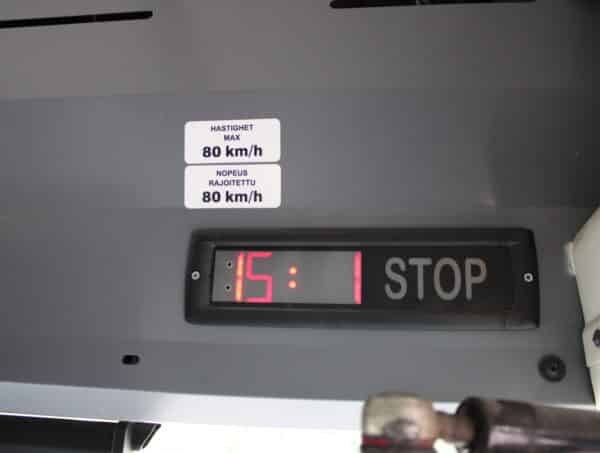 HASTIGHET
MAX
80 km/h
NOPEUS
RAJOITETTU
80 km/h
15: 1 STOP